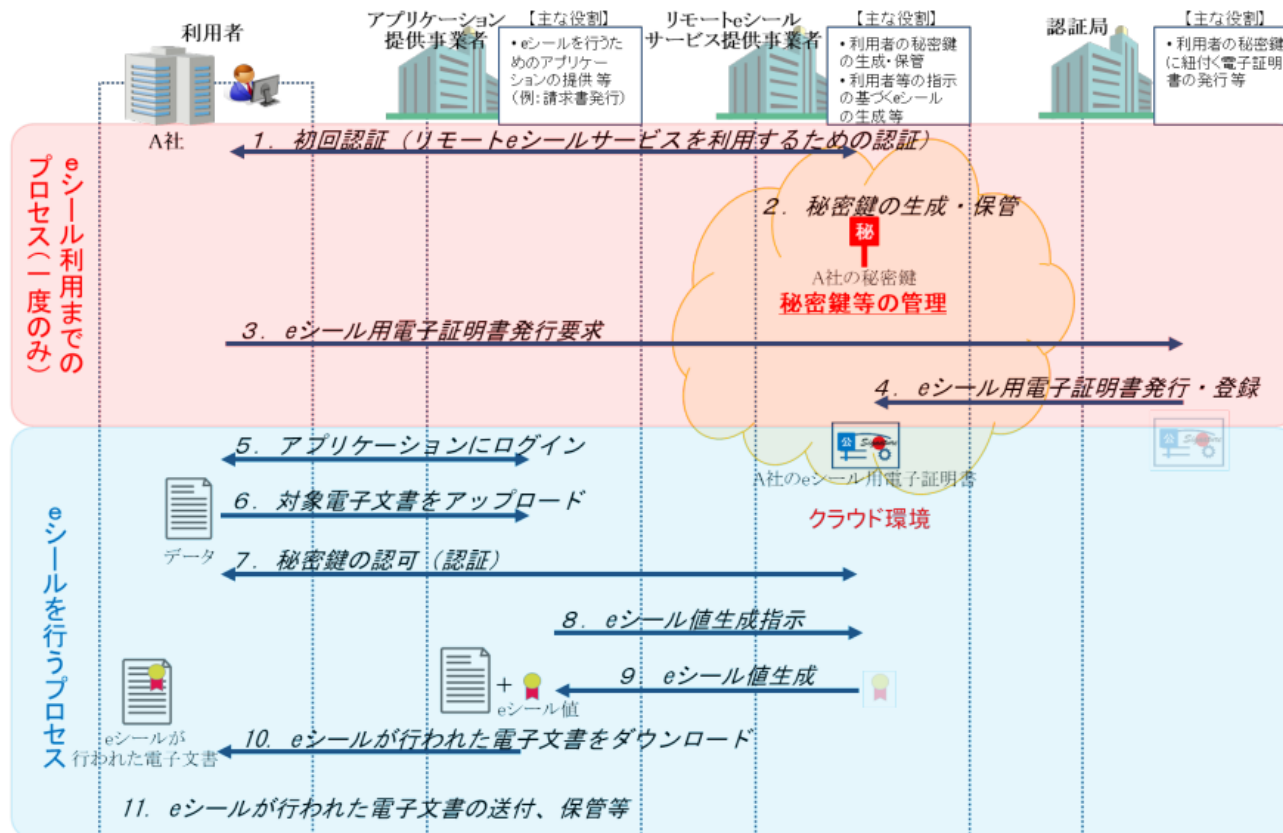 利用者
アプリケーション
提供事業者
【主な役割】
・eシールを行うた
めのアプリケー
ションの提供 等
(例:請求書発行)
リモートeシール
サービス提供事業者
【主な役割】
・利用者の秘密鍵
の生成・保管
・利用者等の指示
の基づくeシール
の生成 等
認証局
【主な役割】
・利用者の秘密鍵
に紐付く電子証明
書の発行 等
A社
eシール利用までの
プロセス(一度のみ)
1. 初回認証(リモートeシールサービスを利用するための認証)
2. 秘密鍵の生成・保管
秘
A社の秘密鍵
秘密鍵等の管理
3. eシール用電子証明書発行要求
4. eシール用電子証明書発行・登録
公
Signature
公
Signature
A社のeシール用電子証明書
クラウド環境
eシールを行うプロセス
5. アプリケーションにログイン
6. 対象電子文書をアップロード
データ
7. 秘密鍵の認可(認証)
8. eシール値生成指示
9 eシール値生成
+
eシール値
10. eシールが行われた電子文書をダウンロード
eシールが
行われた電子文書
11. eシールが行われた電子文書の送付、保管等